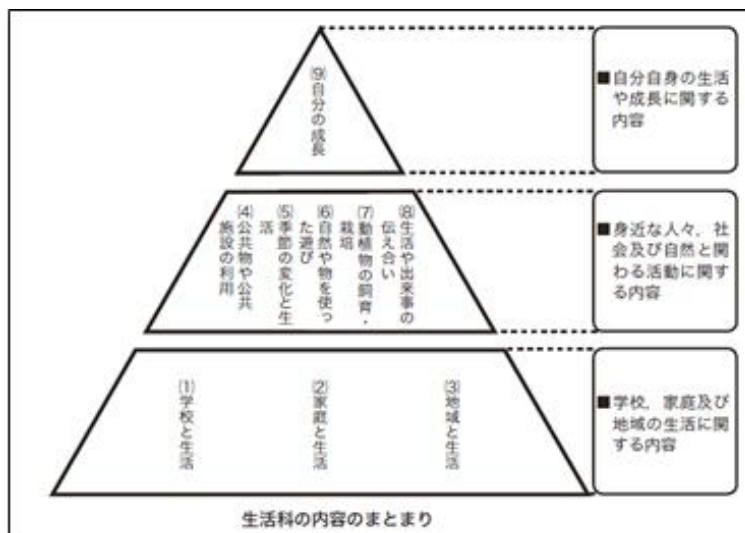 (9)自分の成長
■自分自身の生活
や成長に関する
内容
(8)生活や出来事の
伝え合い
(7)動植物の飼育・
栽培
(6)自然や物を使っ
た遊び
(5)季節の変化と生
活
(4)公共物や公共
施設の利用
■身近な人々，社
会及び自然と関
わる活動に関す
る内容
(1)学校と生活
(2)家庭と生活
(3)地域と生活
■学校，家庭及び
地域の生活に関
する内容
生活科の内容のまとまり